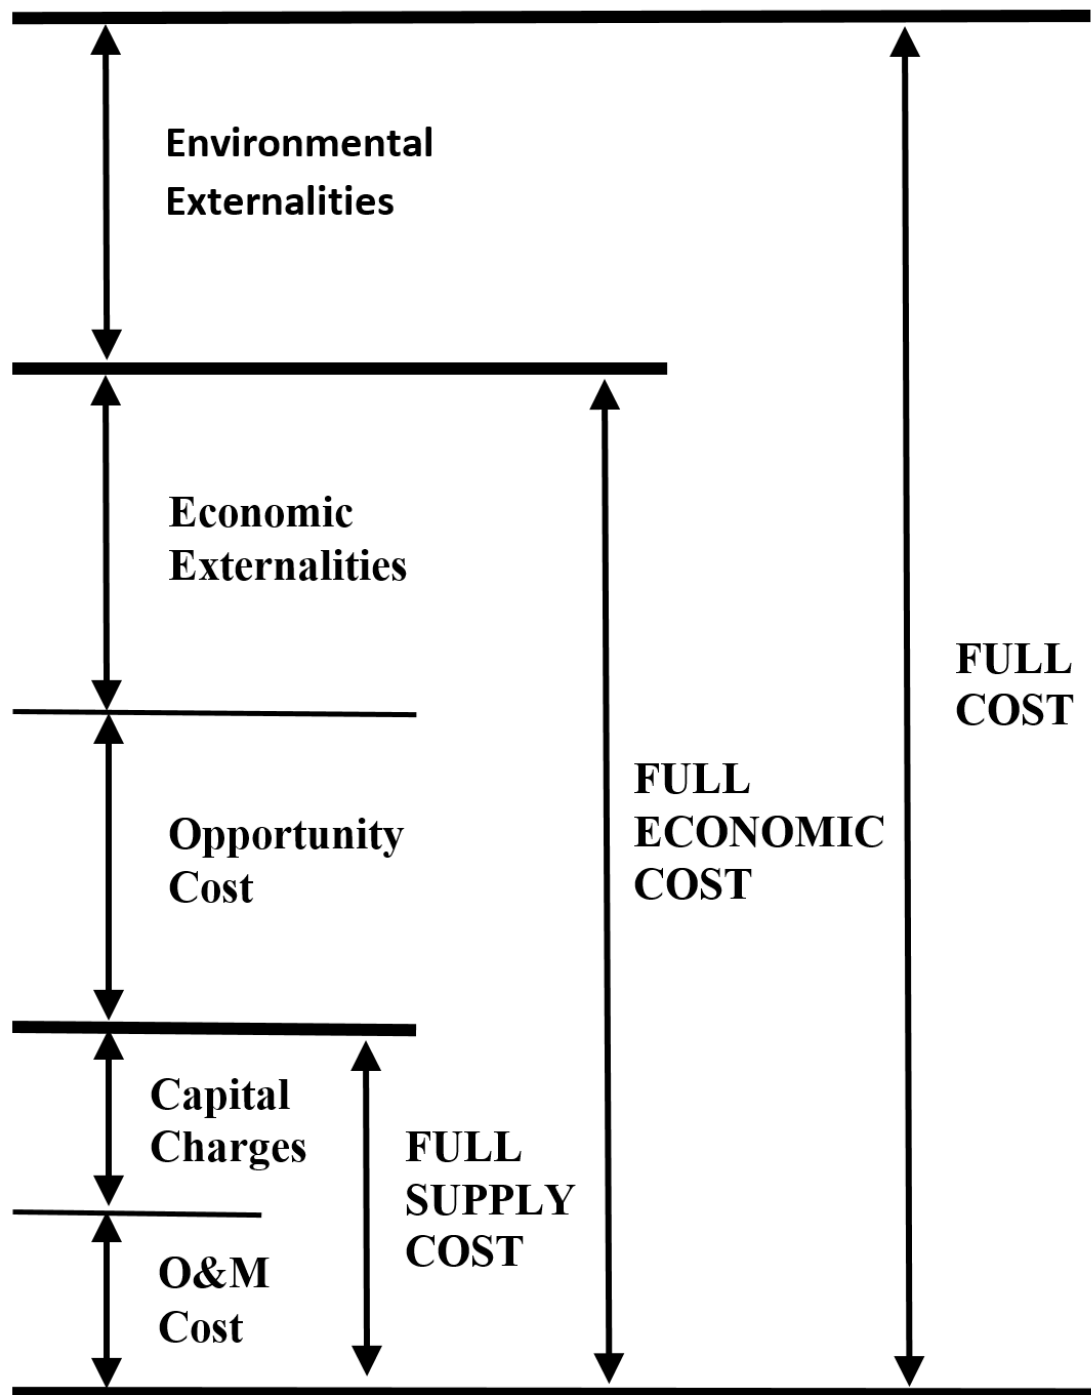 Environmental
Externalities
Economic
Externalities
FULL
COST
FULL
ECONOMIC
COST
Opportunity
Cost
Capital
Charges
FULL
SUPPLY
COST
O&M
Cost